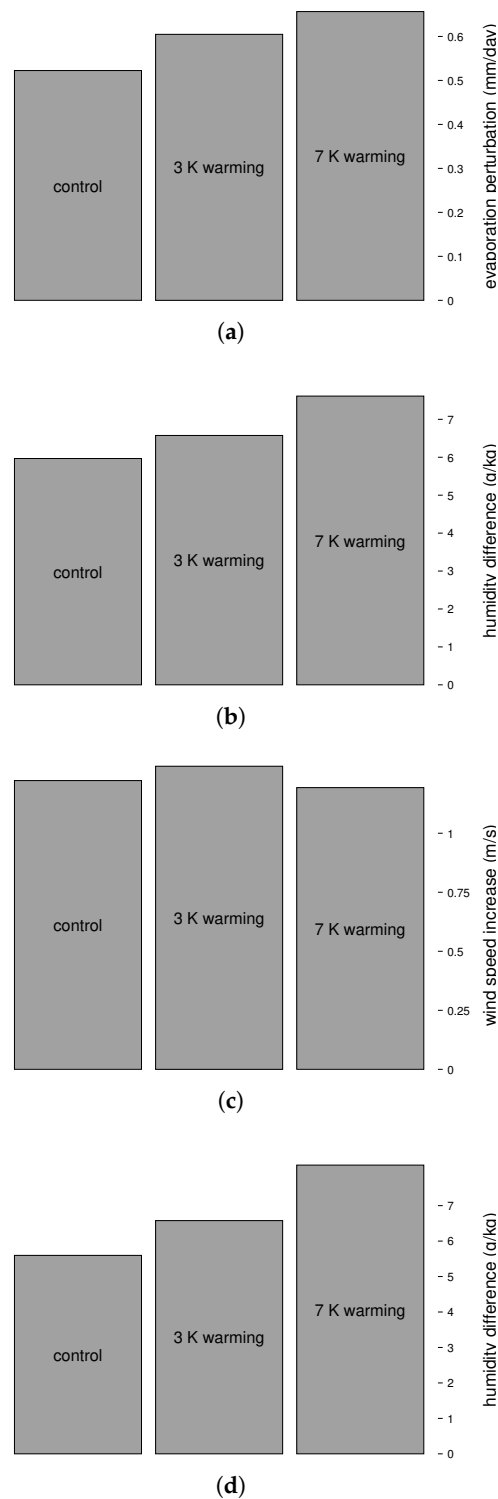 0.6
0.5
0.4
0.3
0.2
0.1
0
evaporation perturbation (mm/day)
control
3 K warming
7 K warming
(a)
7
6
5
4
3
2
1
0
humidity difference (g/kg)
control
3 K warming
7 K warming
(b)
1
0.75
0.5
0.25
0
wind speed increase (m/s)
control
3 K warming
7 K warming
(c)
7
6
5
4
3
2
1
0
humidity difference (g/kg)
control
3 K warming
7 K warming
(d)